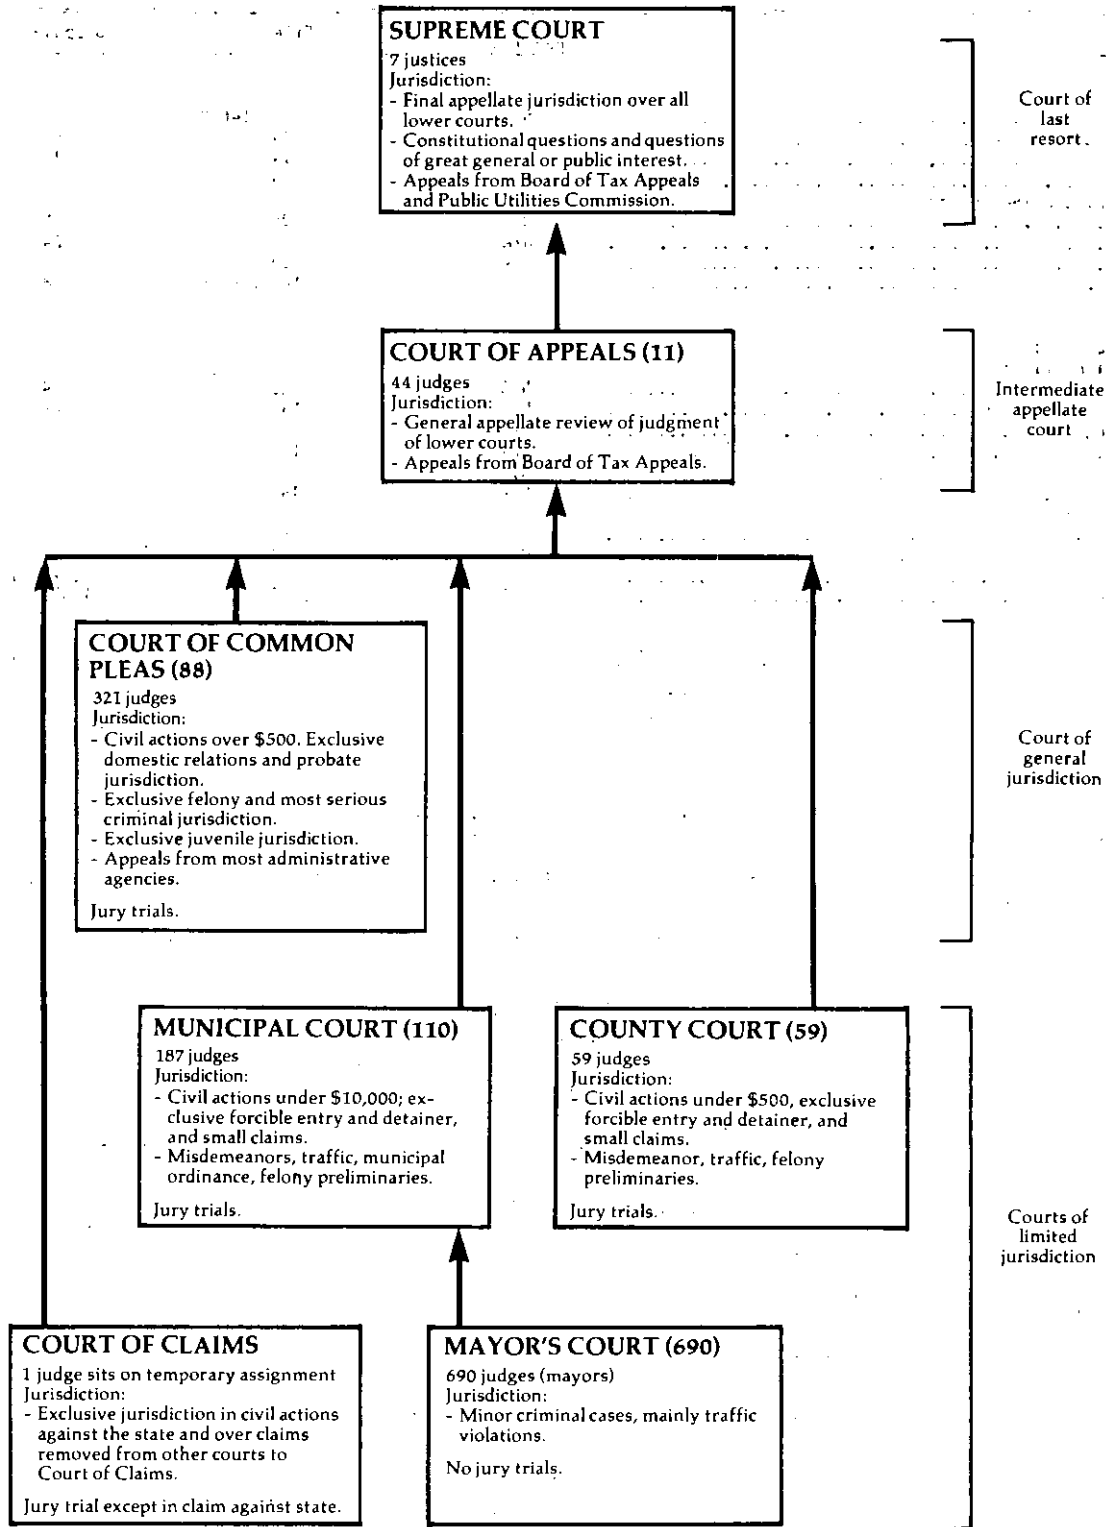 SUPREME COURT
7 justices
Jurisdiction:
- Final appellate jurisdiction over all
lower courts.
- Constitutional questions and questions
of great general or public interest.
- Appeals from Board of Tax Appeals
and Public Utilities Commission.
Court of
last
resort
COURT OF APPEALS (11)
44 judges
Jurisdiction:
- General appellate review of judgment
of lower courts.
- Appeals from Board of Tax Appeals.
Intermediate
appellate
court
COURT OF COMMON
PLEAS (88)
321 judges
Jurisdiction:
- Civil actions over $500. Exclusive
domestic relations and probate
jurisdiction.
- Exclusive felony and most serious
criminal jurisdiction.
- Exclusive juvenile jurisdiction.
- Appeals from most administrative
agencies.
Jury trials.
Court of
general
jurisdiction
MUNICIPAL COURT (110)
187 judges
Jurisdiction:
- Civil actions under $10,000; ex-
clusive forcible entry and detainer,
and small claims.
- Misdemeanors, traffic, municipal
ordinance, felony preliminaries.
Jury trials.
COUNTY COURT (59)
59 judges
Jurisdiction:
- Civil actions under $500, exclusive
forcible entry and detainer, and
small claims.
- Misdemeanor, traffic, felony
preliminaries.
Jury trials.
Courts of
limited
jurisdiction
COURT OF CLAIMS
1 judge sits on temporary assignment
Jurisdiction:
- Exclusive jurisdiction in civil actions
against the state and over claims
removed from other courts to
Court of Claims.
Jury trial except in claim against state.
MAYOR'S COURT (690)
690 judges (mayors)
Jurisdiction:
- Minor criminal cases, mainly traffic
violations.
No jury trials.